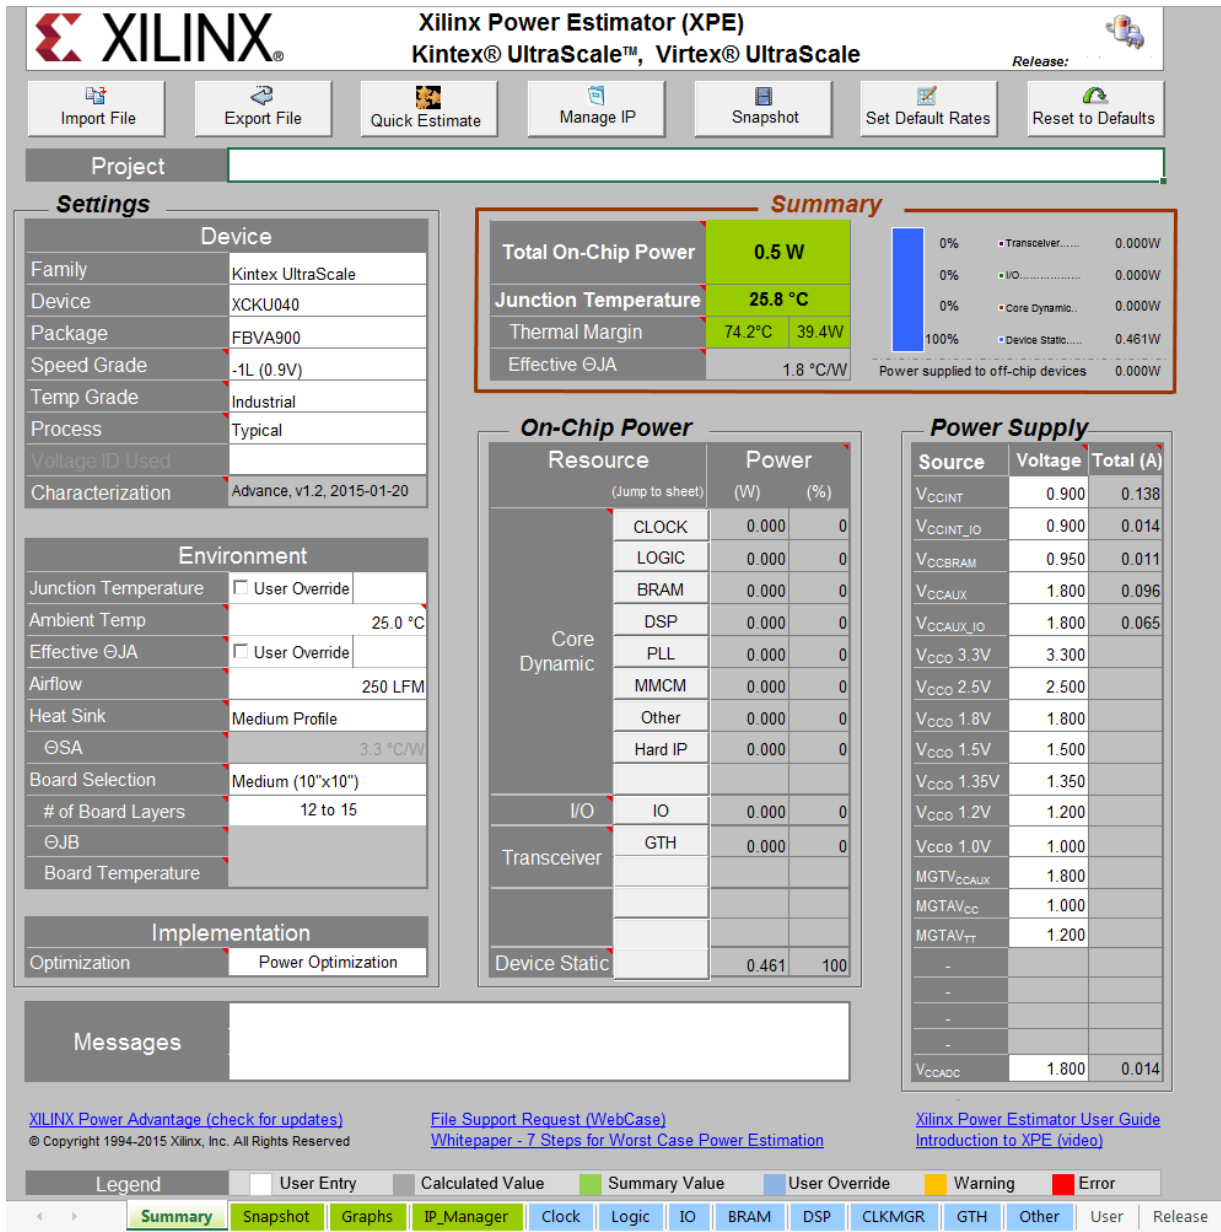 XILINX®
Xilinx Power Estimator (XPE)
Kintex® UltraScale™, Virtex® UltraScale
Release:
Import File
Export File
Quick Estimate
Manage IP
Snapshot
Set Default Rates
Reset to Defaults
Project
Settings
Device
Family Kintex UltraScale
Device XCKU040
Package FBVA900
Speed Grade -1L (0.9V)
Temp Grade Industrial
Process Typical
Voltage ID Used
Characterization Advance, v1.2, 2015-01-20
Environment
Junction Temperature User Override
Ambient Temp 25.0 °C
Effective ΘJA User Override
Airflow 250 LFM
Heat Sink Medium Profile
ΘSA 3.3 °C/W
Board Selection Medium (10"x10")
# of Board Layers 12 to 15
ΘJB
Board Temperature
Implementation
Optimization Power Optimization
Summary
Total On-Chip Power 0.5 W
Junction Temperature 25.8 °C
Thermal Margin 74.2°C 39.4W
Effective ΘJA 1.8 °C/W
0% Transceiver...... 0.000W
0% I/O.................. 0.000W
0% Core Dynamic.. 0.000W
100% Device Static..... 0.461W
Power supplied to off-chip devices 0.000W
On-Chip Power
Resource Power
(Jump to sheet) (W) (%)
Core Dynamic
CLOCK 0.000 0
LOGIC 0.000 0
BRAM 0.000 0
DSP 0.000 0
PLL 0.000 0
MMCM 0.000 0
Other 0.000 0
Hard IP 0.000 0
I/O IO 0.000 0
Transceiver GTH 0.000 0
Device Static 0.461 100
Power Supply
Source Voltage Total (A)
VCCINT 0.900 0.138
VCCINT_IO 0.900 0.014
VCCBRAM 0.950 0.011
VCCAUX 1.800 0.096
VCCAUX_IO 1.800 0.065
VCCO 3.3V 3.300
VCCO 2.5V 2.500
VCCO 1.8V 1.800
VCCO 1.5V 1.500
VCCO 1.35V 1.350
VCCO 1.2V 1.200
Vcco 1.0V 1.000
MGTVCCAUX 1.800
MGTAVCC 1.000
MGTAVTT 1.200
-
-
-
-
VCCADC 1.800 0.014
Messages
XILINX Power Advantage (check for updates)
© Copyright 1994-2015 Xilinx, Inc. All Rights Reserved
File Support Request (WebCase)
Whitepaper - 7 Steps for Worst Case Power Estimation
Xilinx Power Estimator User Guide
Introduction to XPE (video)
Legend User Entry Calculated Value Summary Value User Override Warning Error
Summary Snapshot Graphs IP_Manager Clock Logic IO BRAM DSP CLKMGR GTH Other User Release